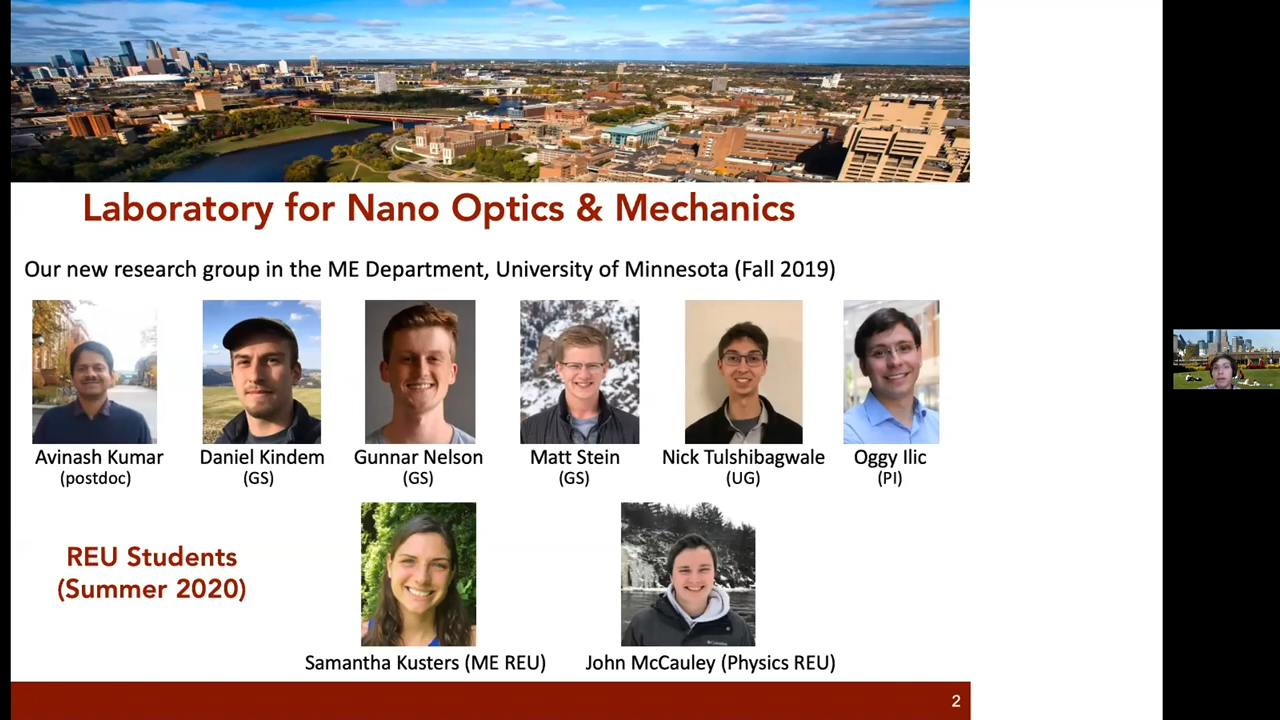 Laboratory for Nano Optics & Mechanics
Our new research group in the ME Department, University of Minnesota (Fall 2019)
Avinash Kumar
(postdoc)
Daniel Kindem
(GS)
Gunnar Nelson
(GS)
Matt Stein
(GS)
Nick Tulshibagwale
(UG)
Oggy Ilic
(PI)
REU Students
(Summer 2020)
Samantha Kusters (ME REU)
John McCauley (Physics REU)
2